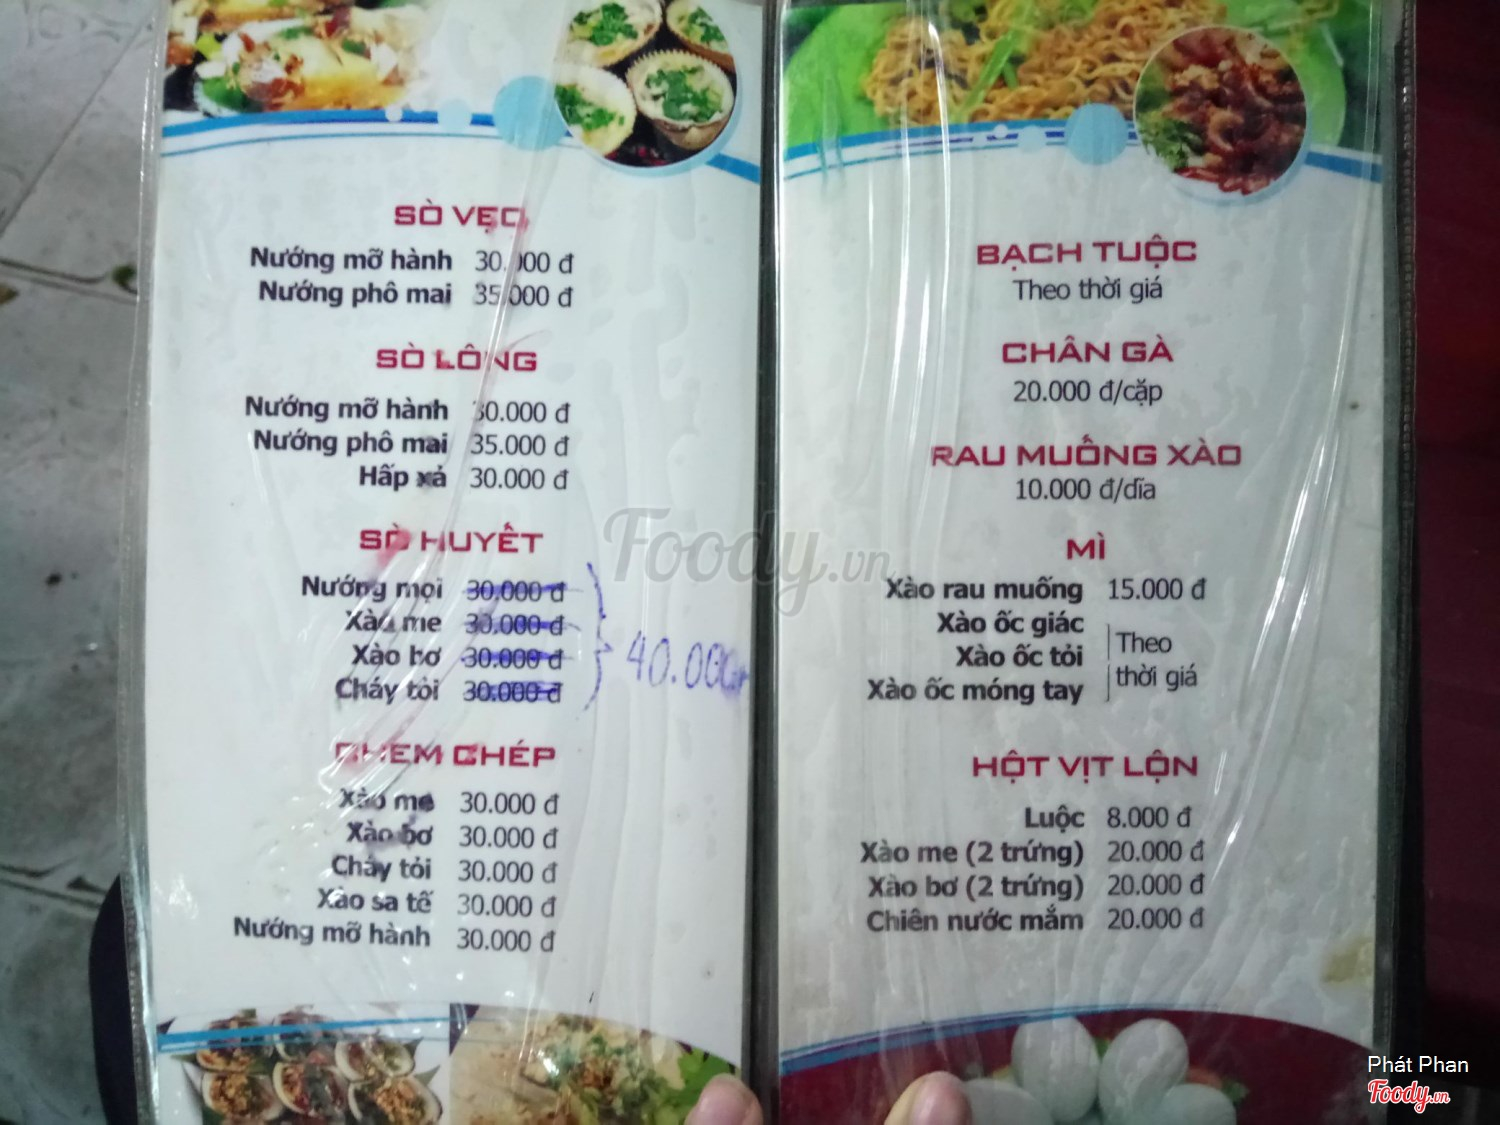 SÒ VẸO
Nướng mỡ hành 30.000 đ
Nướng phô mai 35.000 đ
SÒ LÔNG
Nướng mỡ hành 30.000 đ
Nướng phô mai 35.000 đ
Hấp xả 30.000 đ
SÒ HUYẾT
Nướng mọi 30.000 đ
Xào me 30.000 đ
Xào bơ 30.000 đ
Cháy tỏi 30.000 đ
40.000
CHEM CHÉP
Xào me 30.000 đ
Xào bơ 30.000 đ
Cháy tỏi 30.000 đ
Xào sa tế 30.000 đ
Nướng mỡ hành 30.000 đ
BẠCH TUỘC
Theo thời giá
CHÂN GÀ
20.000 đ/cặp
RAU MUỐNG XÀO
10.000 đ/dĩa
MÌ
Xào rau muống 15.000 đ
Xào ốc giác
Xào ốc tỏi
Xào ốc móng tay
Theo
thời giá
HỘT VỊT LỘN
Luộc 8.000 đ
Xào me (2 trứng) 20.000 đ
Xào bơ (2 trứng) 20.000 đ
Chiên nước mắm 20.000 đ
Foody.vn
Phát Phan
Foody.vn